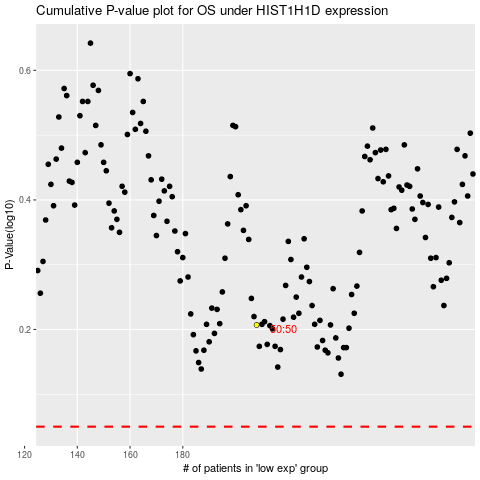 Cumulative P-value plot for OS under HIST1H1D expression
0.6
0.4
0.2
50:50
120 140 160 180
P-Value(log10)
# of patients in 'low exp' group